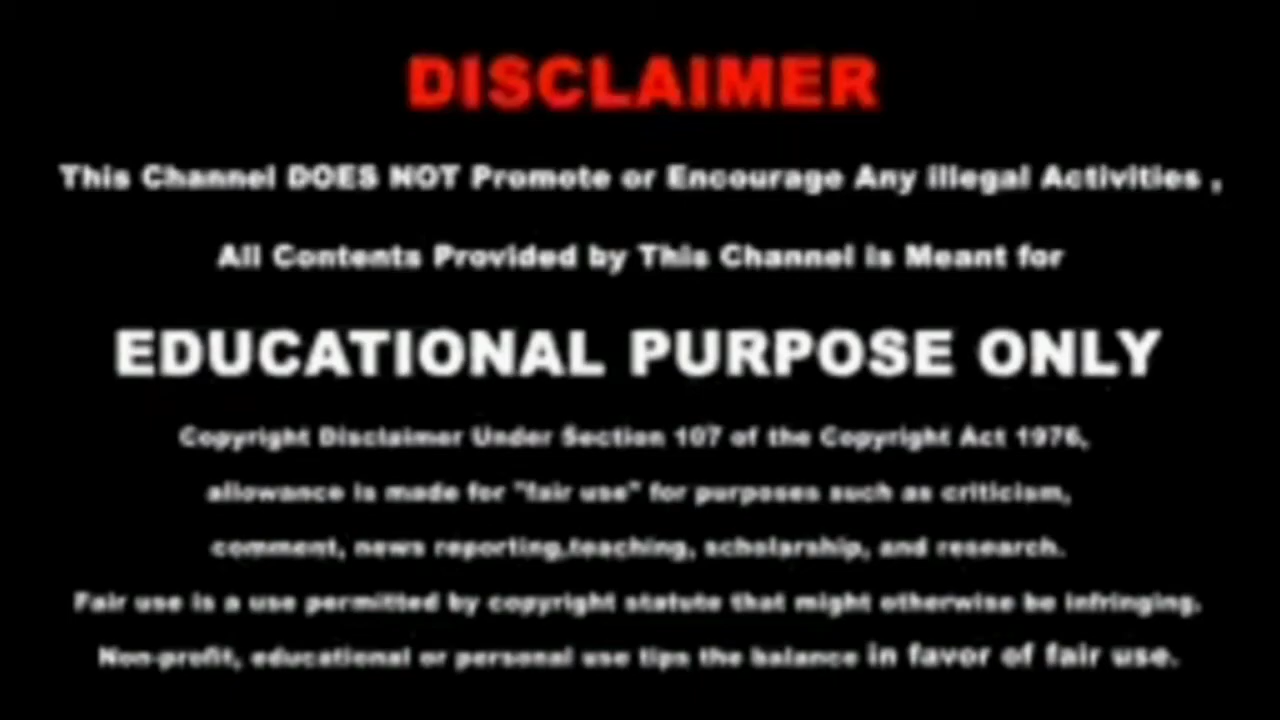 DISCLAIMER
This Channel DOES NOT Promote or Encourage Any illegal Activities ,
All Contents Provided by This Channel is Meant for
EDUCATIONAL PURPOSE ONLY
Copyright Disclaimer Under Section 107 of the Copyright Act 1976,
allowance is made for "fair use" for purposes such as criticism,
comment, news reporting,teaching, scholarship, and research.
Fair use is a use permitted by copyright statute that might otherwise be infringing.
Non-profit, educational or personal use tips the balance in favor of fair use.